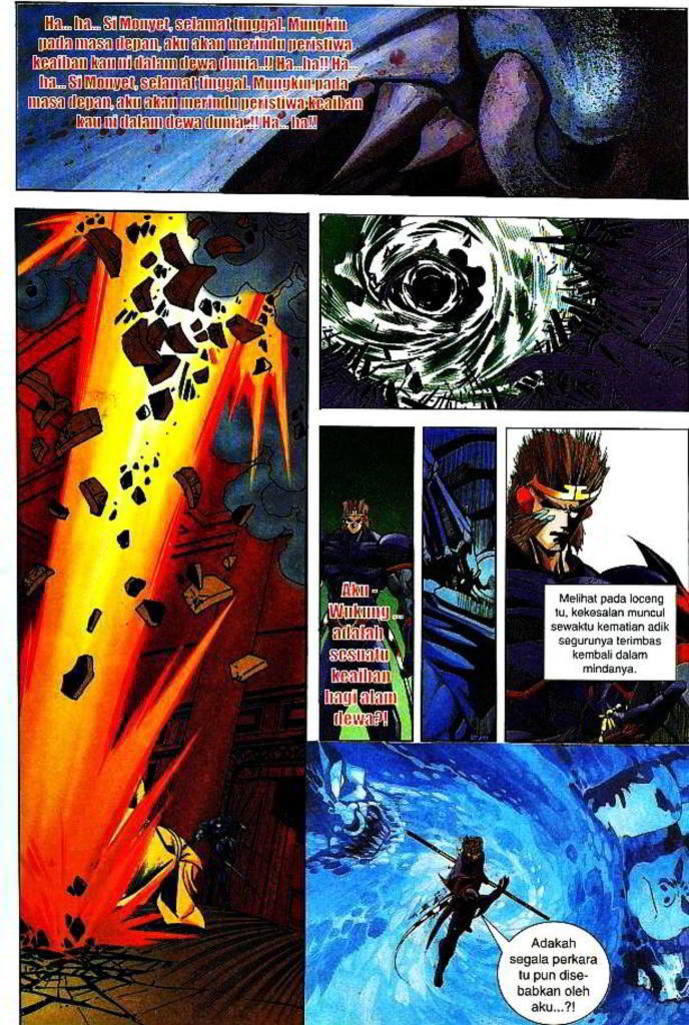 Ha... ha... Si Monyet, selamat tinggal. Mungkin
pada masa depan, aku akan merindu peristiwa
keaiban kau ni dalam dewa dunia..!! Ha...ha!! Ha...
ha... Si Monyet, selamat tinggal. Mungkin pada
masa depan, aku akan merindu peristiwa keaiban
kau ni dalam dewa dunia..!! Ha... ha!!
Aku -
Wukung ...
adalah
sesuatu
keaiban
bagi alam
dewa?!
Melihat pada loceng
tu, kekesalan muncul
sewaktu kematian adik
segurunya terimbas
kembali dalam
mindanya.
Adakah
segala perkara
tu pun dise-
babkan oleh
aku...?!